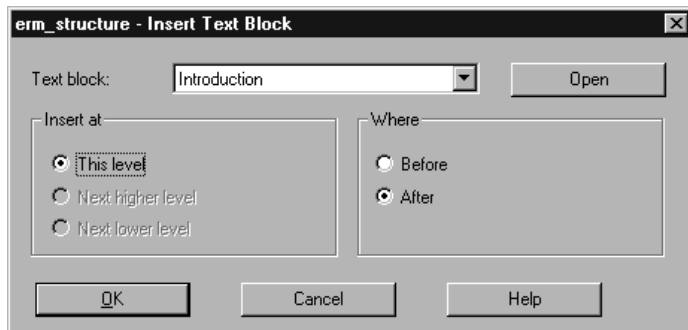 erm_structure - Insert Text Block
Text block: Introduction Open
Insert at Where
This level Before
Next higher level After
Next lower level
OK Cancel Help